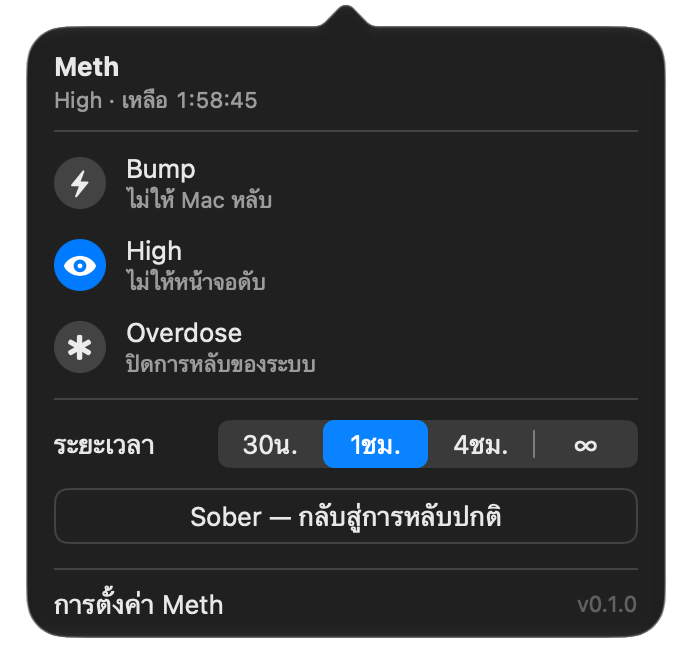 Meth
High · เหลือ 1:58:45
Bump
ไม่ให้ Mac หลับ
High
ไม่ให้หน้าจอดับ
Overdose
ปิดการหลับของระบบ
ระยะเวลา 30น. 1ชม. 4ชม. ∞
Sober — กลับสู่การหลับปกติ
การตั้งค่า Meth v0.1.0